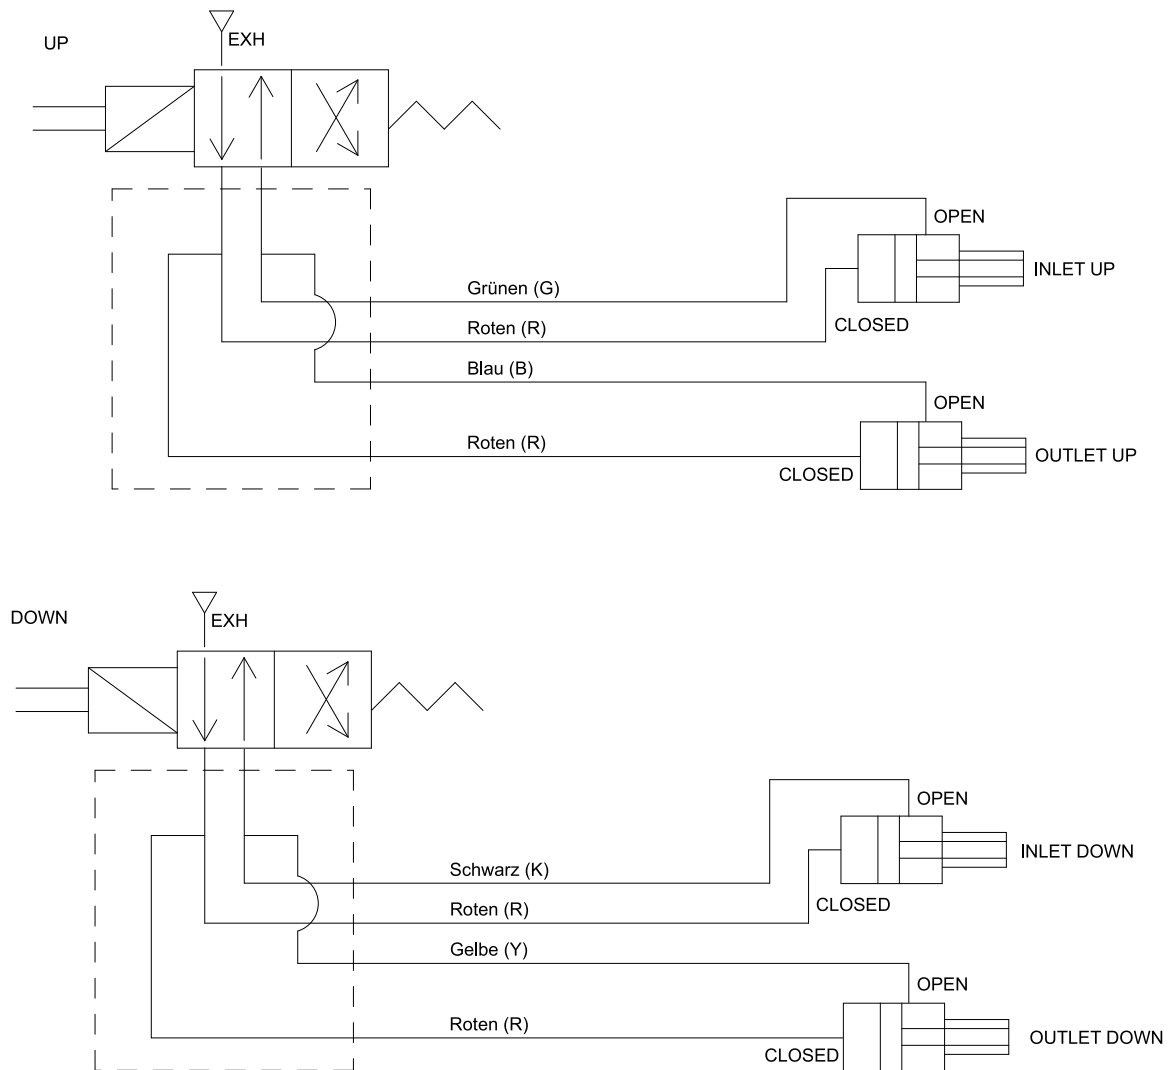 UP
EXH
OPEN
INLET UP
Grünen (G)
Roten (R)
CLOSED
Blau (B)
OPEN
Roten (R)
OUTLET UP
CLOSED
DOWN
EXH
OPEN
INLET DOWN
Schwarz (K)
Roten (R)
CLOSED
Gelbe (Y)
OPEN
Roten (R)
OUTLET DOWN
CLOSED